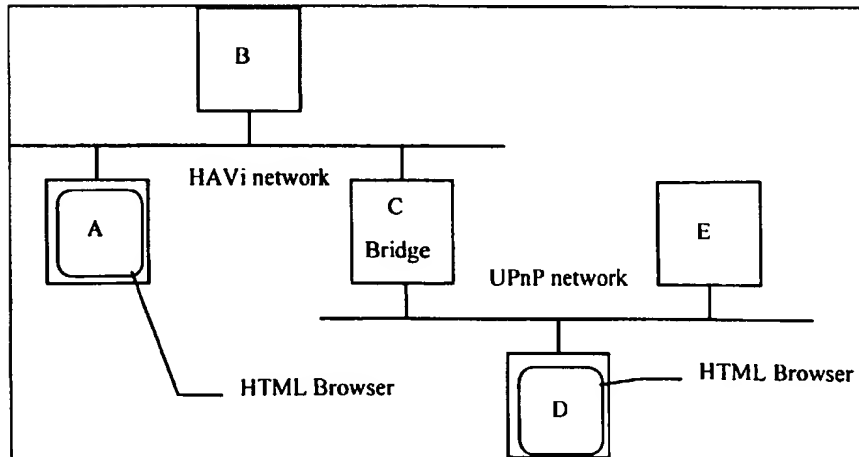 B
HAVi network
A
C
Bridge
E
UPnP network
HTML Browser
HTML Browser
D